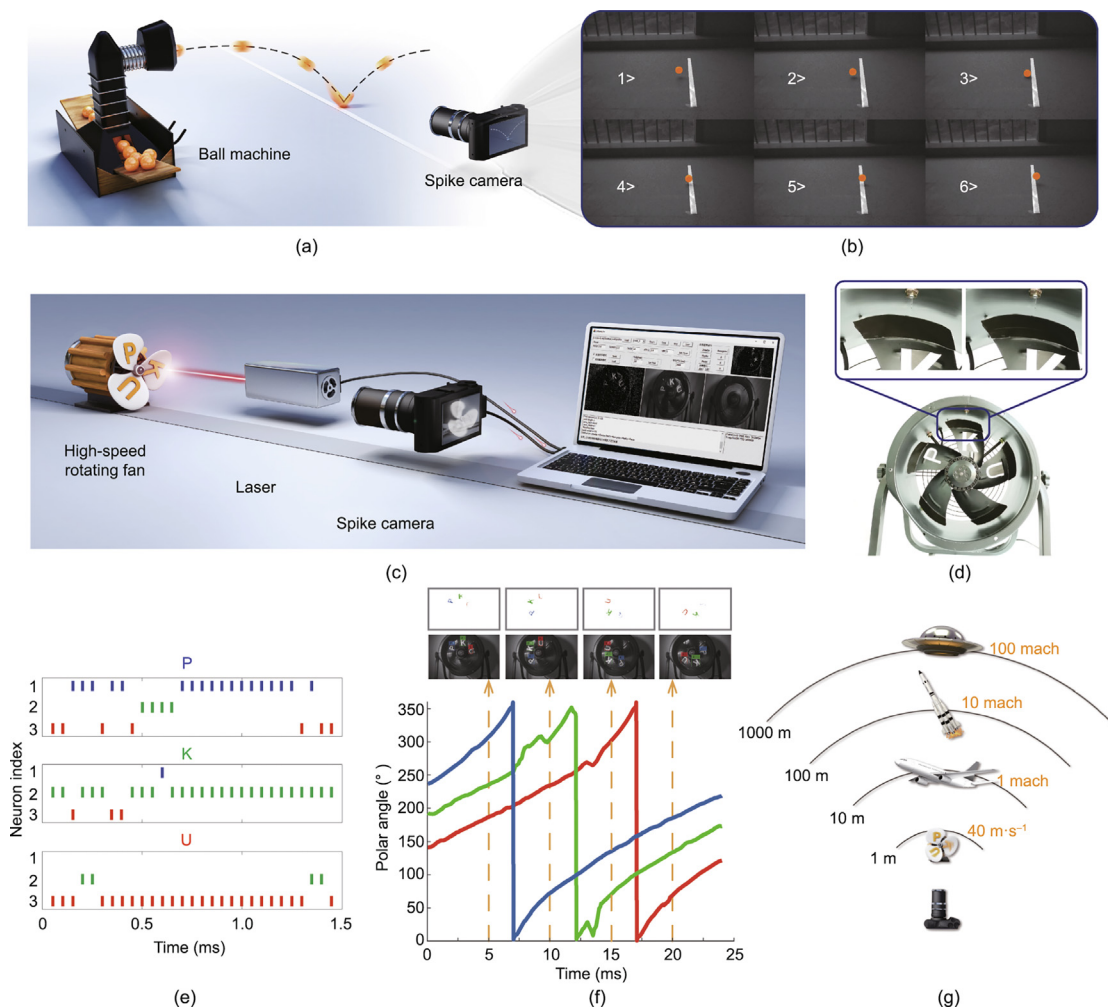 Ball machine
Spike camera
1>
2>
3>
4>
5>
6>
(a)
(b)
High-speed
rotating fan
Laser
Spike camera
P
U
K
U
(c)
P
U
(d)
P
1
2
3
K
1
2
3
U
1
2
3
Neuron index
0
0.5
1.0
1.5
Time (ms)
(e)
350
300
250
200
150
100
50
0
Polar angle (°)
0
5
10
15
20
25
Time (ms)
(f)
100 mach
1000 m
10 mach
100 m
1 mach
10 m
40 m·s⁻¹
1 m
P
U
(g)